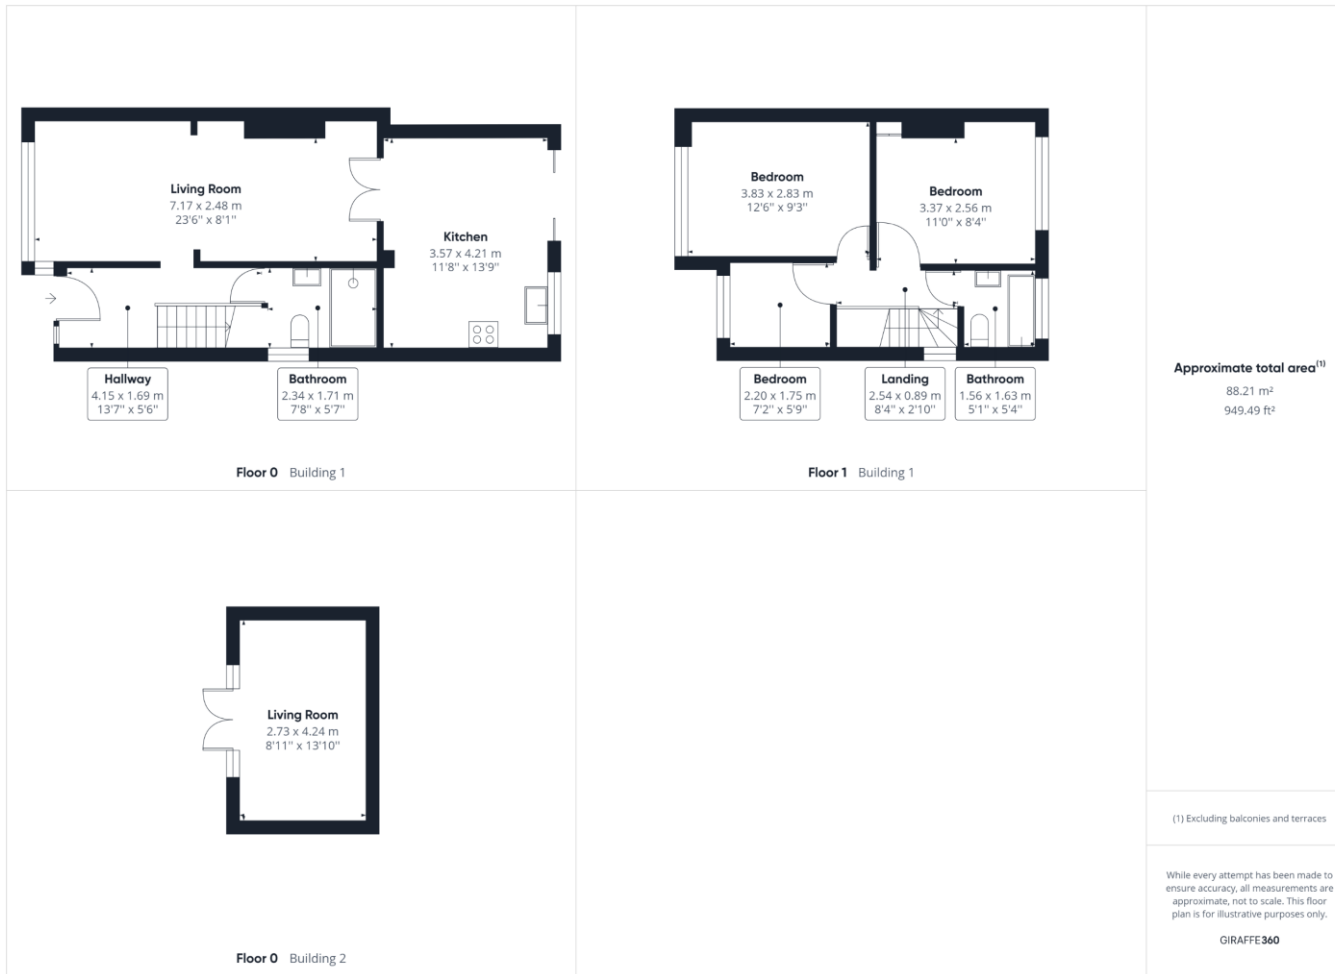 Living Room
7.17 x 2.48 m
23'6'' x 8'1''
Kitchen
3.57 x 4.21 m
11'8'' x 13'9''
Hallway
4.15 x 1.69 m
13'7'' x 5'6''
Bathroom
2.34 x 1.71 m
7'8'' x 5'7''
Floor 0 Building 1
Bedroom
3.83 x 2.83 m
12'6'' x 9'3''
Bedroom
3.37 x 2.56 m
11'0'' x 8'4''
Bedroom
2.20 x 1.75 m
7'2'' x 5'9''
Landing
2.54 x 0.89 m
8'4'' x 2'10''
Bathroom
1.56 x 1.63 m
5'1'' x 5'4''
Floor 1 Building 1
Living Room
2.73 x 4.24 m
8'11'' x 13'10''
Floor 0 Building 2
Approximate total area(1)
88.21 m²
949.49 ft²
(1) Excluding balconies and terraces
While every attempt has been made to
ensure accuracy, all measurements are
approximate, not to scale. This floor
plan is for illustrative purposes only.
GIRAFFE360